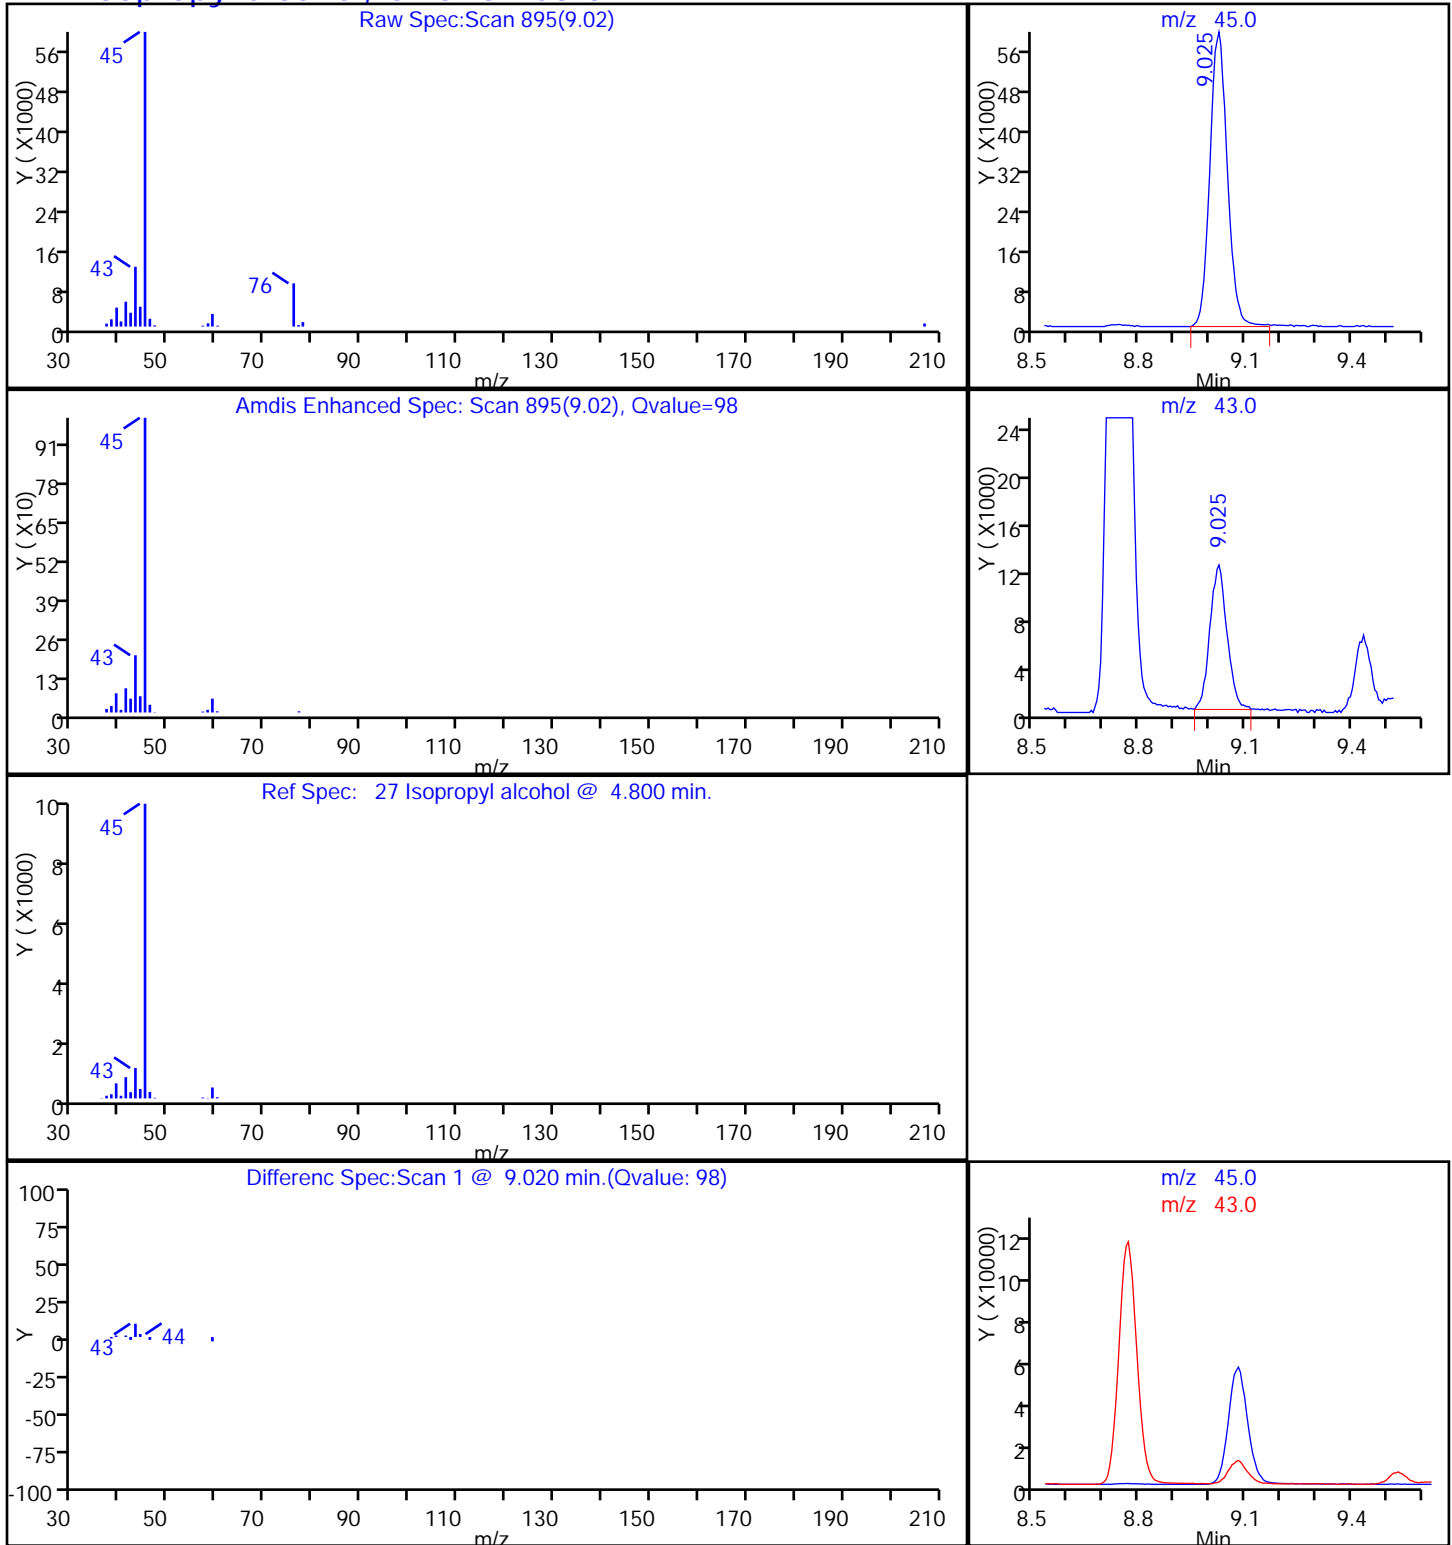 Raw Spec:Scan 895(9.02)
Y ( X1000)
56
48
40
32
24
16
8
0
45
43
76
30 50 70 90 110 130 150 170 190 210
m/z
m/z 45.0
Y ( X1000)
56
48
40
32
24
16
8
0
9.025
8.5 8.8 9.1 9.4
Min
Amdis Enhanced Spec: Scan 895(9.02), Qvalue=98
Y ( X10)
91
78
65
52
39
26
13
0
45
43
30 50 70 90 110 130 150 170 190 210
m/z
m/z 43.0
Y ( X1000)
24
20
16
12
8
4
0
9.025
8.5 8.8 9.1 9.4
Min
Ref Spec: 27 Isopropyl alcohol @ 4.800 min.
Y ( X1000)
10
8
6
4
2
0
45
43
30 50 70 90 110 130 150 170 190 210
m/z
Differenc Spec:Scan 1 @ 9.020 min.(Qvalue: 98)
Y
100
75
50
25
0
-25
-50
-75
-100
43
44
30 50 70 90 110 130 150 170 190 210
m/z
m/z 45.0
m/z 43.0
Y ( X10000)
12
10
8
6
4
2
0
8.5 8.8 9.1 9.4
Min